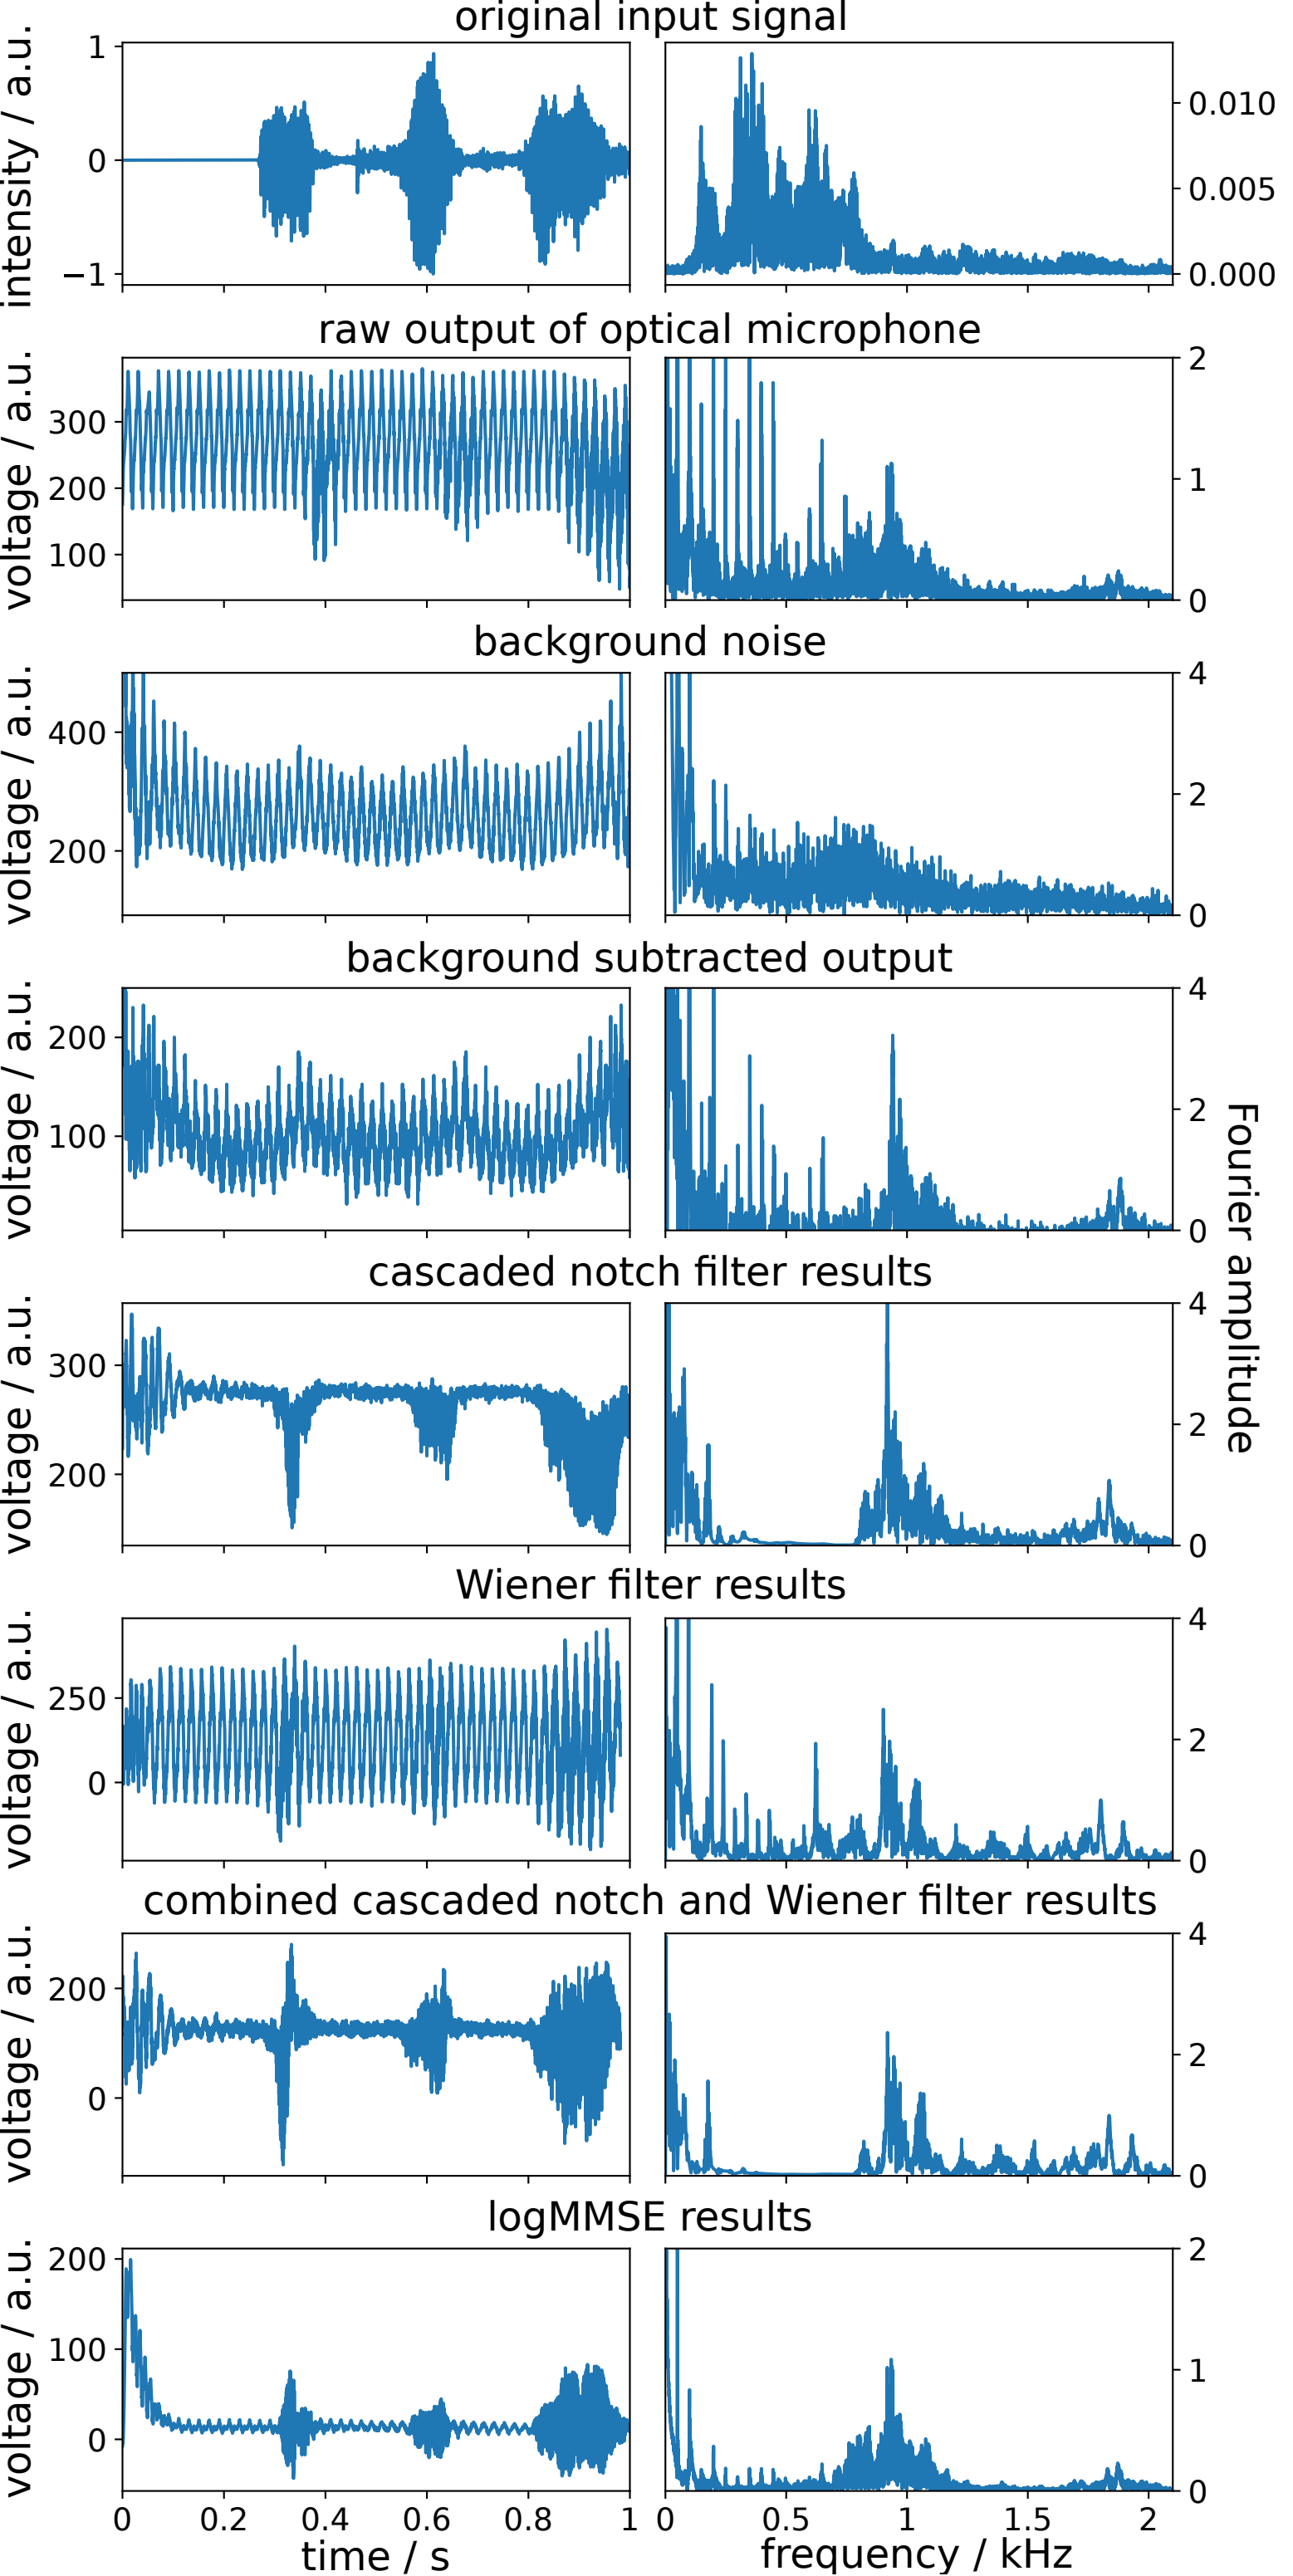 original input signal
intensity / a.u.
1
0
−1
0.010
0.005
0.000
raw output of optical microphone
voltage / a.u.
300
200
100
2
1
0
background noise
voltage / a.u.
400
200
4
2
0
background subtracted output
voltage / a.u.
200
100
4
2
0
Fourier amplitude
cascaded notch filter results
voltage / a.u.
300
200
4
2
0
Wiener filter results
voltage / a.u.
250
0
4
2
0
combined cascaded notch and Wiener filter results
voltage / a.u.
200
0
4
2
0
logMMSE results
voltage / a.u.
200
100
0
2
1
0
0 0.2 0.4 0.6 0.8 1 0 0.5 1 1.5 2
time / s frequency / kHz